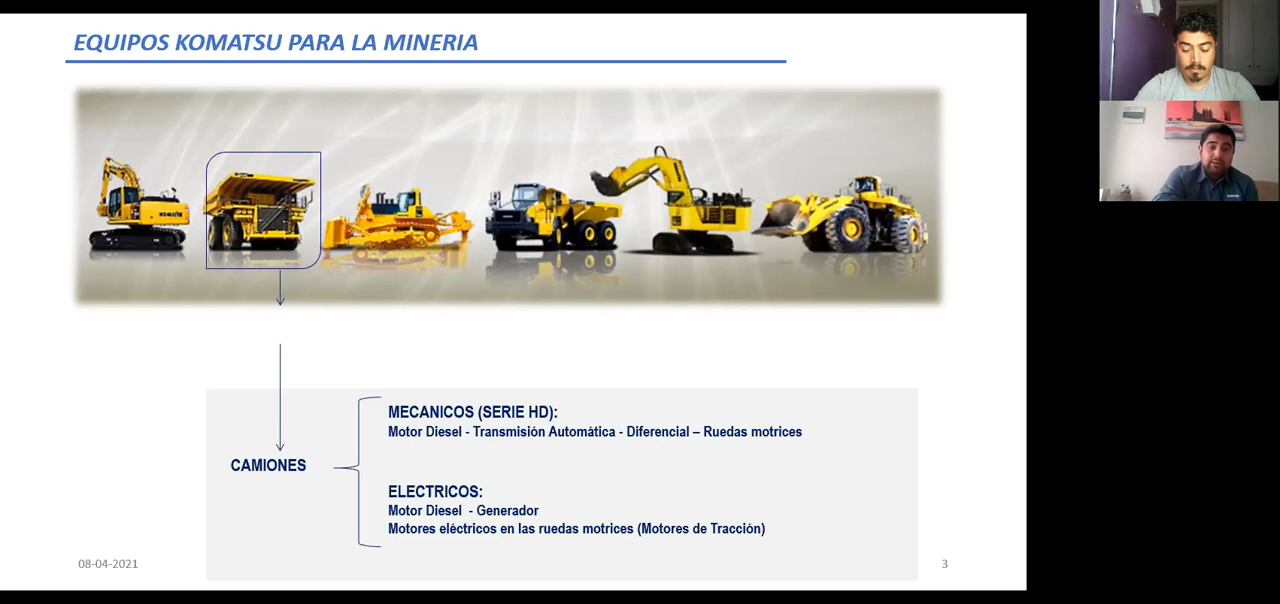 EQUIPOS KOMATSU PARA LA MINERIA
KOMATSU
MECANICOS (SERIE HD):
Motor Diesel - Transmisión Automática - Diferencial – Ruedas motrices
CAMIONES
ELECTRICOS:
Motor Diesel - Generador
Motores eléctricos en las ruedas motrices (Motores de Tracción)
08-04-2021
3